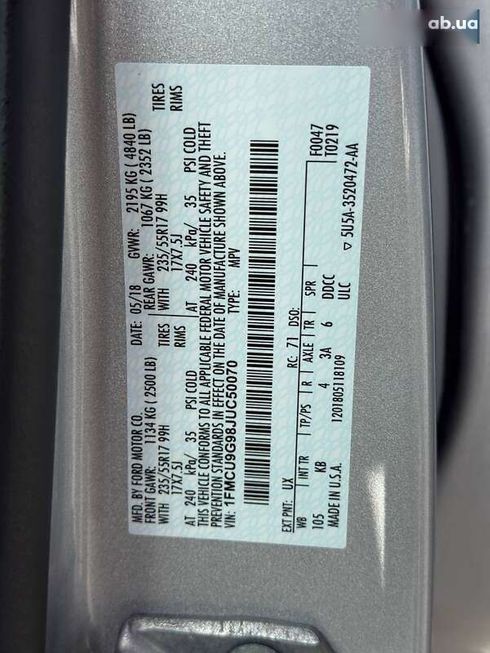 ab.ua
MFD. BY FORD MOTOR CO. DATE: 05/18 GVWR: 2195 KG ( 4840 LB)
FRONT GAWR: 1134 KG ( 2500 LB) REAR GAWR: 1067 KG ( 2352 LB)
WITH 235/55R17 99H TIRES WITH 235/55R17 99H TIRES
17X7.5J RIMS 17X7.5J RIMS
AT 240 kPa/ 35 PSI COLD AT 240 kPa/ 35 PSI COLD
THIS VEHICLE CONFORMS TO ALL APPLICABLE FEDERAL MOTOR VEHICLE SAFETY AND THEFT
PREVENTION STANDARDS IN EFFECT ON THE DATE OF MANUFACTURE SHOWN ABOVE.
VIN: 1FMCU9G98JUC50070 TYPE: MPV
F0047
EXT PNT: UX RC: 71 DSO: T0219
WB INT TR TP/PS R AXLE TR SPR
105 KB 4 3A 6 DDCC
MADE IN U.S.A. 1201805118109 ULC
▽ 5U5A-3520472-AA